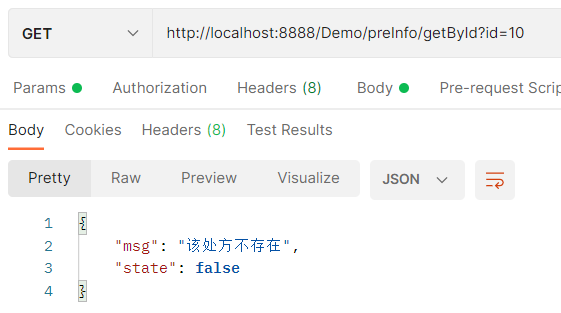 GET http://localhost:8888/Demo/preInfo/getById?id=10
Params Authorization Headers (8) Body Pre-request Scrip
Body Cookies Headers (8) Test Results
Pretty Raw Preview Visualize JSON
1 {
2 "msg": "该处方不存在",
3 "state": false
4 }